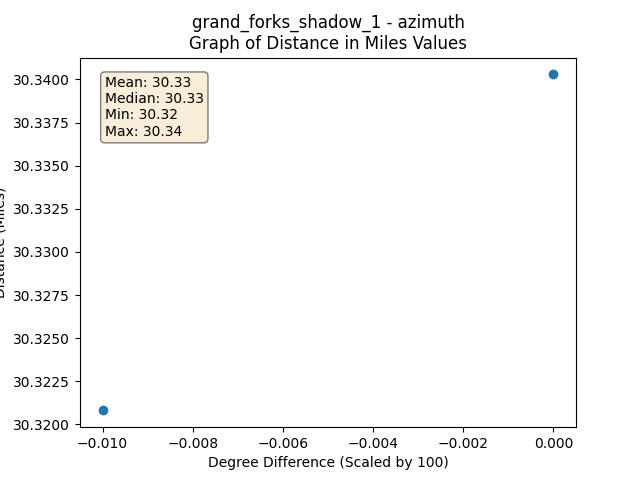 grand_forks_shadow_1 - azimuth
Graph of Distance in Miles Values
Mean: 30.33
Median: 30.33
Min: 30.32
Max: 30.34
30.3400
30.3375
30.3350
30.3325
30.3300
30.3275
30.3250
30.3225
30.3200
Distance (Miles)
−0.010 −0.008 −0.006 −0.004 −0.002 0.000
Degree Difference (Scaled by 100)